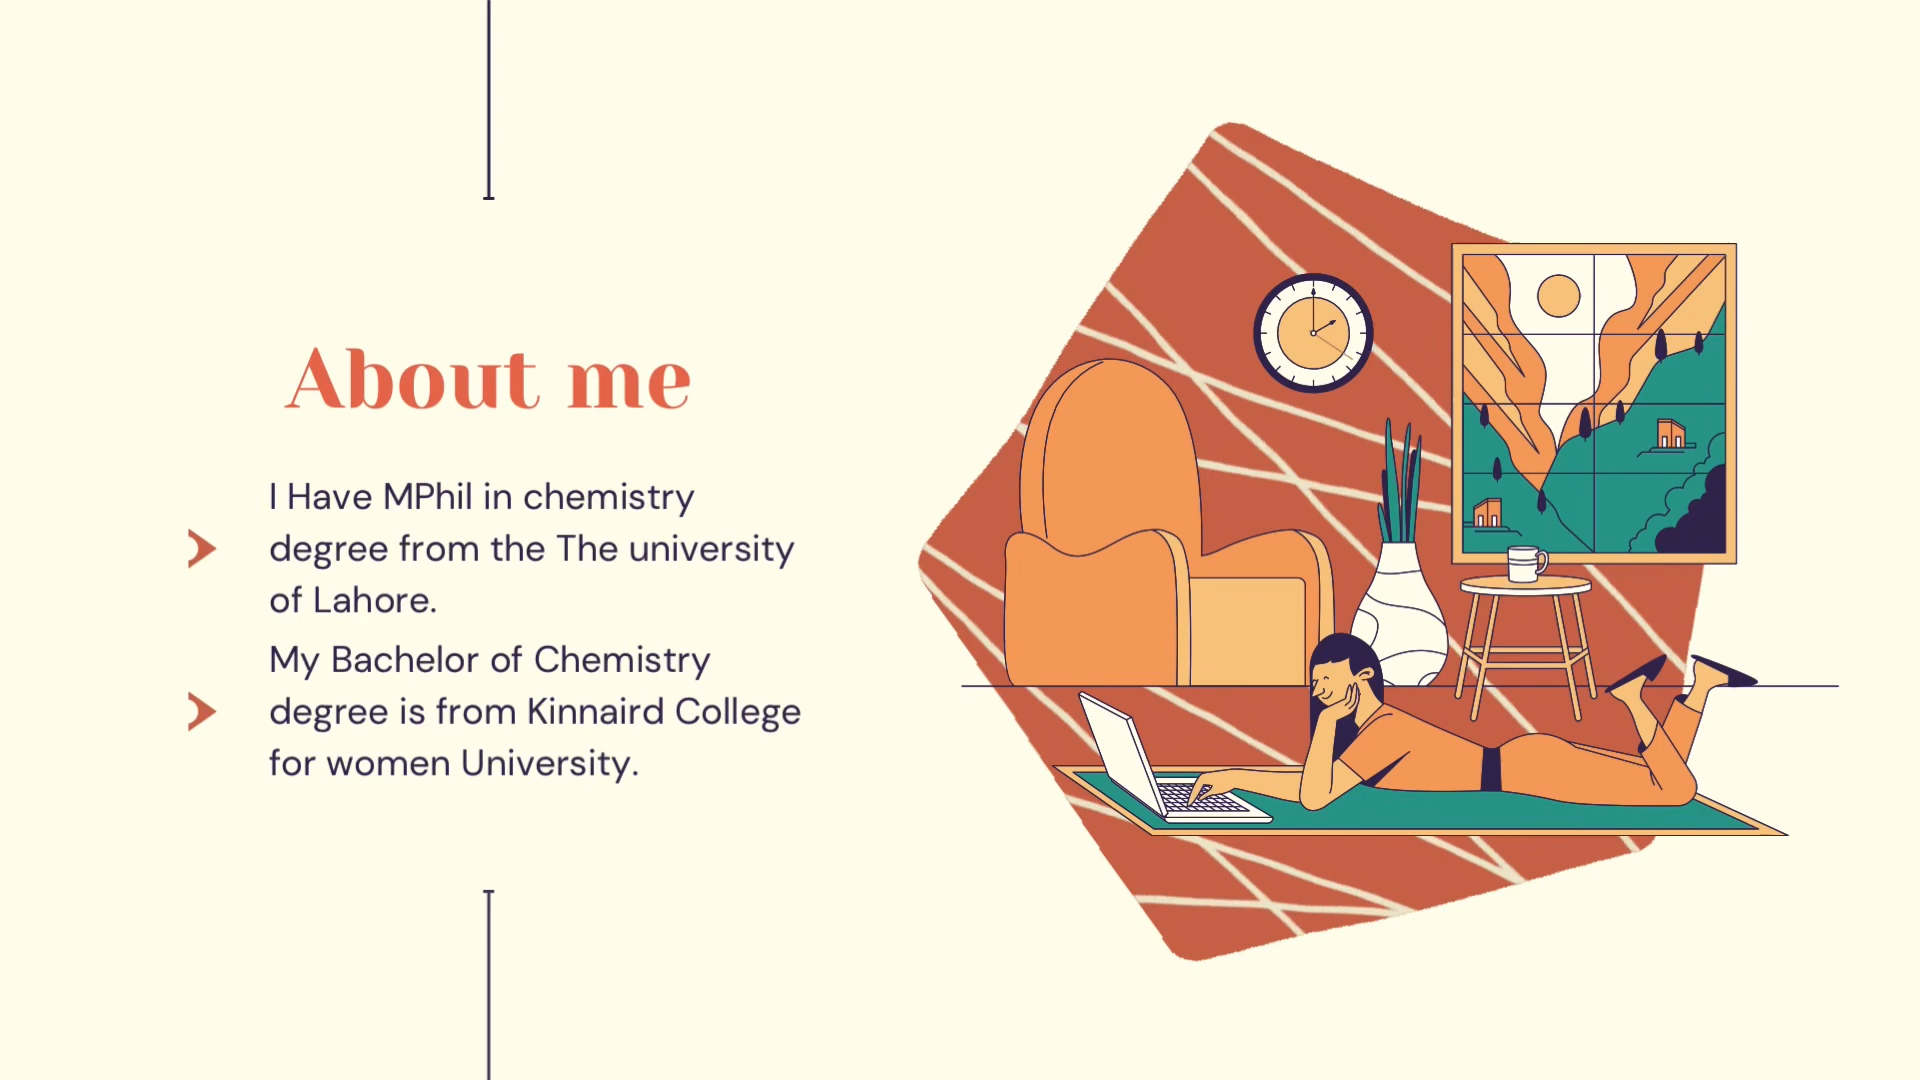 About me
I Have MPhil in chemistry
degree from the The university
of Lahore.
My Bachelor of Chemistry
degree is from Kinnaird College
for women University.